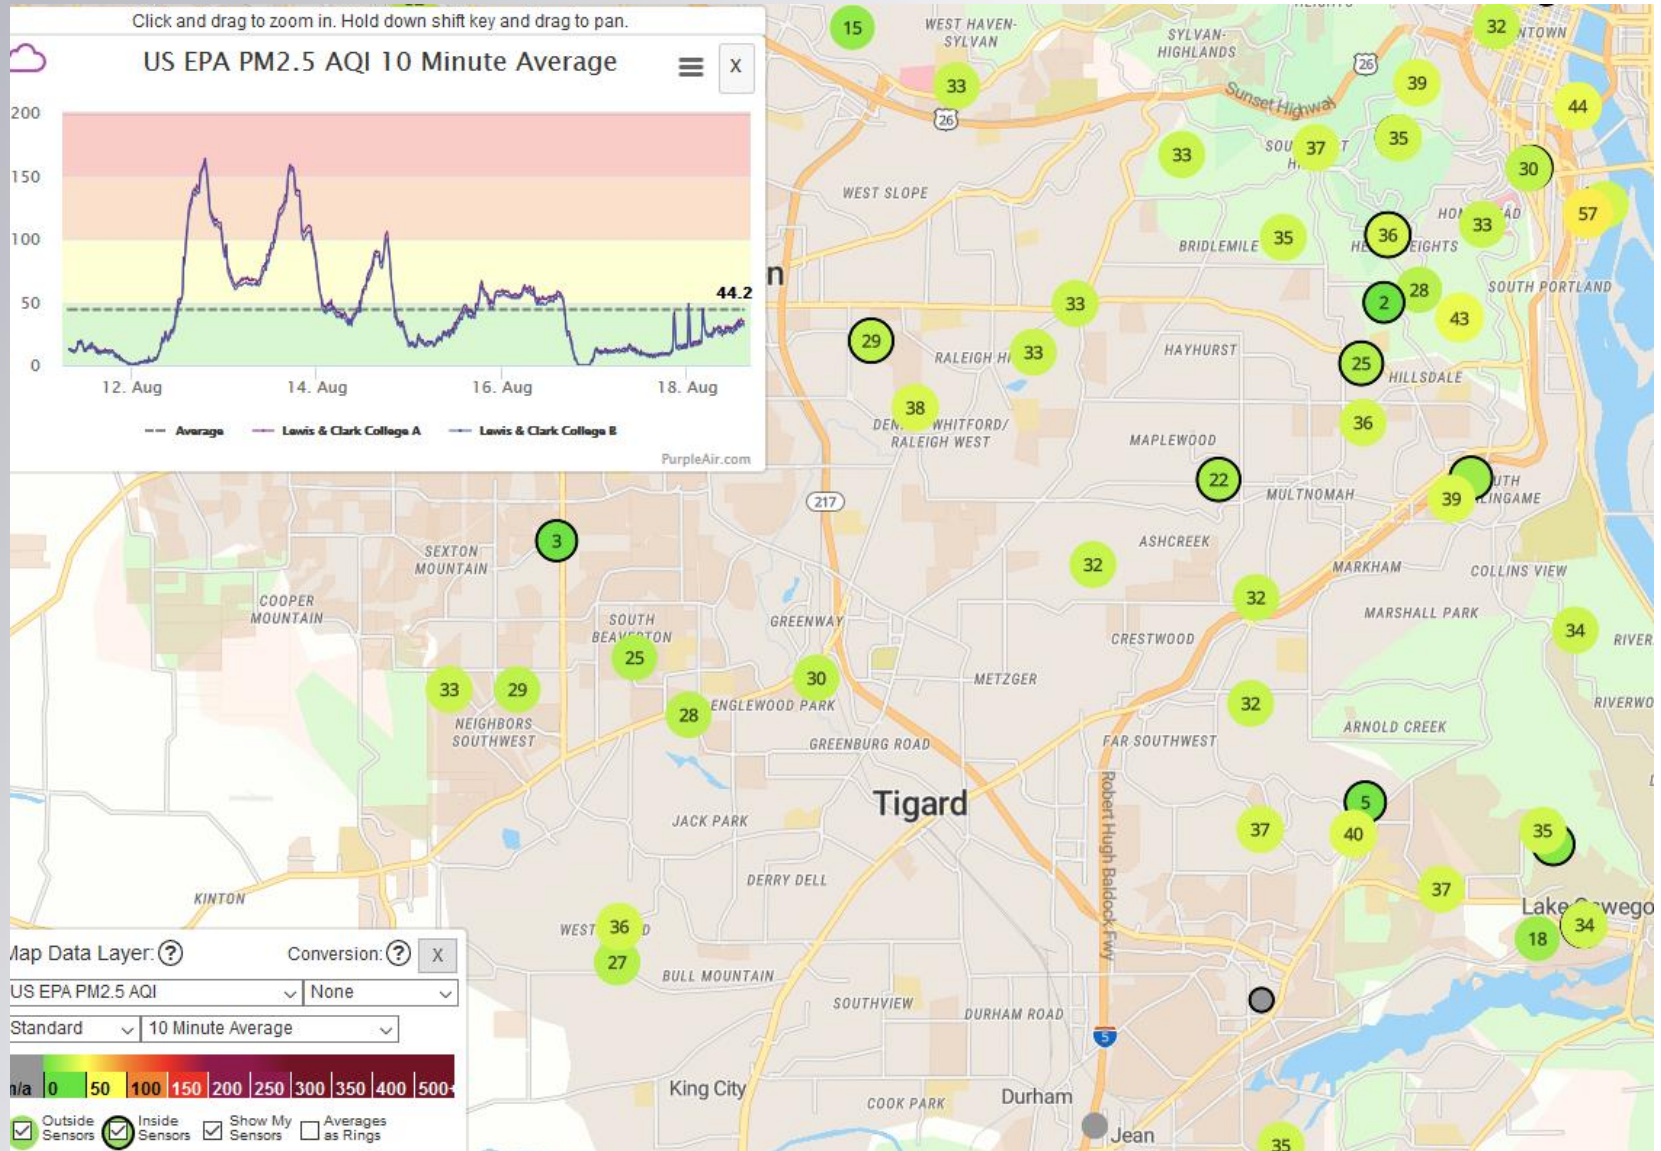 Click and drag to zoom in. Hold down shift key and drag to pan.
US EPA PM2.5 AQI 10 Minute Average
X
200
150
100
50
0
44.2
12. Aug
14. Aug
16. Aug
18. Aug
Average
Lewis & Clark College A
Lewis & Clark College B
PurpleAir.com
15
WEST HAVEN-
SYLVAN
33
26
SYLVAN-
HIGHLANDS
26
Sunset Highway
32
NTOWN
39
44
33
37
35
30
WEST SLOPE
BRIDLEMILE
35
36
33
57
SOUTH PORTLAND
n
33
2
28
43
29
RALEIGH HI
33
HAYHURST
25
HILLSDALE
38
WHITFORD/
RALEIGH WEST
MAPLEWOOD
36
22
MULTNOMAH
39
217
3
SEXTON
MOUNTAIN
ASHCREEK
32
MARKHAM
COLLINS VIEW
COOPER
MOUNTAIN
SOUTH
BEAVERTON
25
GREENWAY
32
MARSHALL PARK
CRESTWOOD
34
RIVER
33
29
NEIGHBORS
SOUTHWEST
28
ENGLEWOOD PARK
30
METZGER
32
RIVERWO
GREENBURG ROAD
FAR SOUTHWEST
ARNOLD CREEK
Tigard
Robert Hugh Baldock Fwy
5
JACK PARK
37
40
35
DERRY DELL
KINTON
37
Lake Oswego
WEST
36
D
34
18
27
BULL MOUNTAIN
SOUTHVIEW
DURHAM ROAD
5
King City
COOK PARK
Durham
Jean
35
Map Data Layer: ?
Conversion: ?
X
US EPA PM2.5 AQI
None
Standard
10 Minute Average
n/a 0 50 100 150 200 250 300 350 400 500+
Outside
Sensors
Inside
Sensors
Show My
Sensors
Averages
as Rings